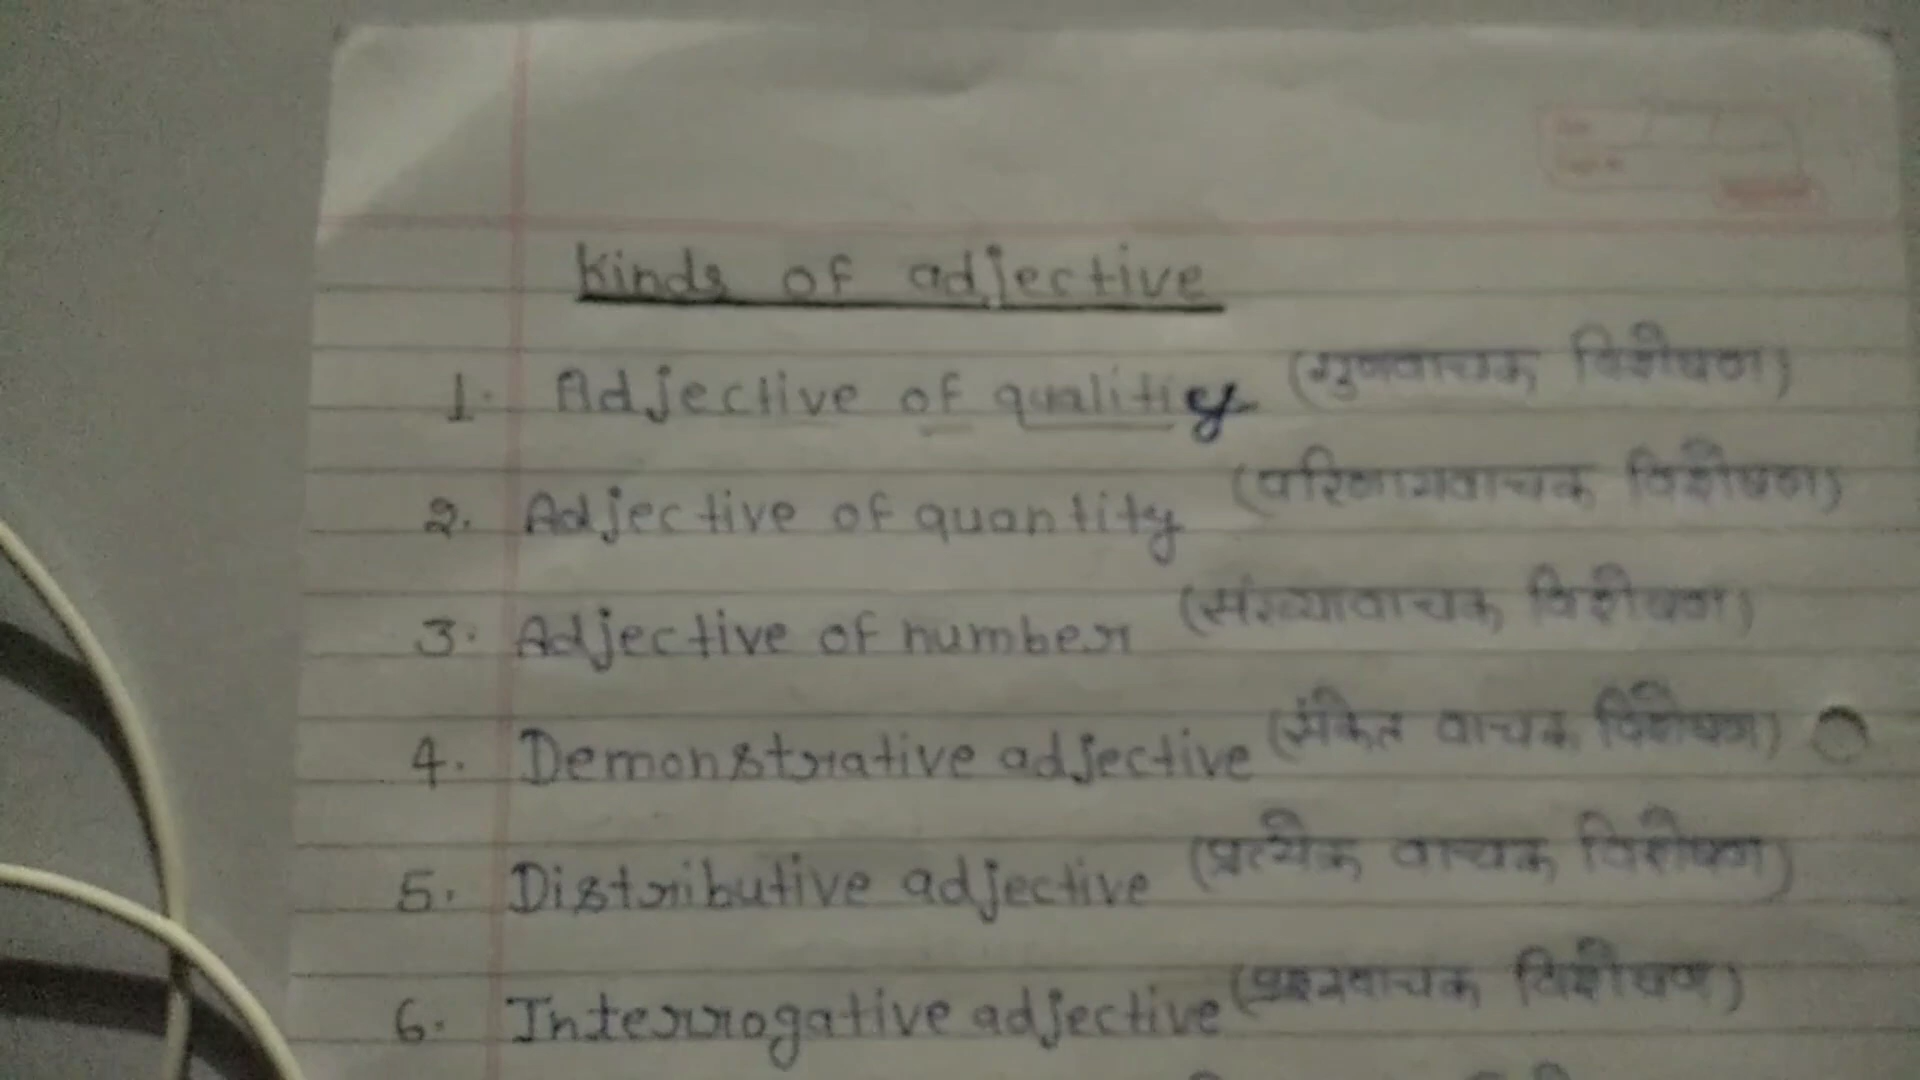 Kinds of adjective
1. Adjective of quality (गुणवाचक विशेषण)
2. Adjective of quantity (परिणामवाचक विशेषण)
3. Adjective of number (संख्यावाचक विशेषण)
4. Demonstrative adjective (संकेत वाचक विशेषण)
5. Distributive adjective (प्रत्येक वाचक विशेषण)
6. Interrogative adjective (प्रश्नवाचक विशेषण)